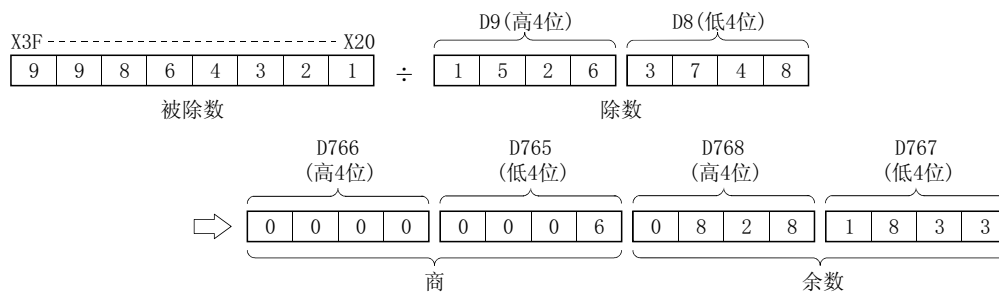 D9(高4位) D8(低4位)
X3F X20
9 9 8 6 4 3 2 1 ÷ 1 5 2 6 3 7 4 8
被除数 除数
D766 D765 D768 D767
(高4位) (低4位) (高4位) (低4位)
0 0 0 0 0 0 0 6 0 8 2 8 1 8 3 3
商 余数